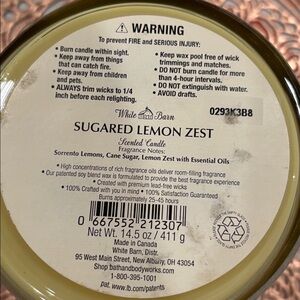 WARNING
To prevent FIRE and SERIOUS INJURY:
• Burn candle within sight.
• Keep away from things that can catch fire.
• Keep away from children and pets.
• ALWAYS trim wicks to 1/4 inch before each relighting.
• Keep wax pool free of wick trimmings and matches.
• DO NOT burn candle for more than 4-hour intervals.
• DO NOT extinguish with water.
• AVOID drafts.
0293K3B8
White Barn
SUGARED LEMON ZEST
Scented Candle
Fragrance Notes:
Sorrento Lemons, Cane Sugar, Lemon Zest with Essential Oils
• High concentrations of rich fragrance oils deliver room-filling fragrance
• Our patented soy blend wax is formulated to provide the best fragrance experience
• Created with premium lead-free wicks
• 100% Crafted with you in mind • 100% Satisfaction Guaranteed
Burns approximately 25-45 hours
0 667552 212307
Net Wt. 14.5 oz / 411 g
Made in Canada
White Barn, Distr.
95 West Main Street, New Albany, OH 43054
Shop bathandbodyworks.com
1-800-395-1001
pat. www.lb.com/patents